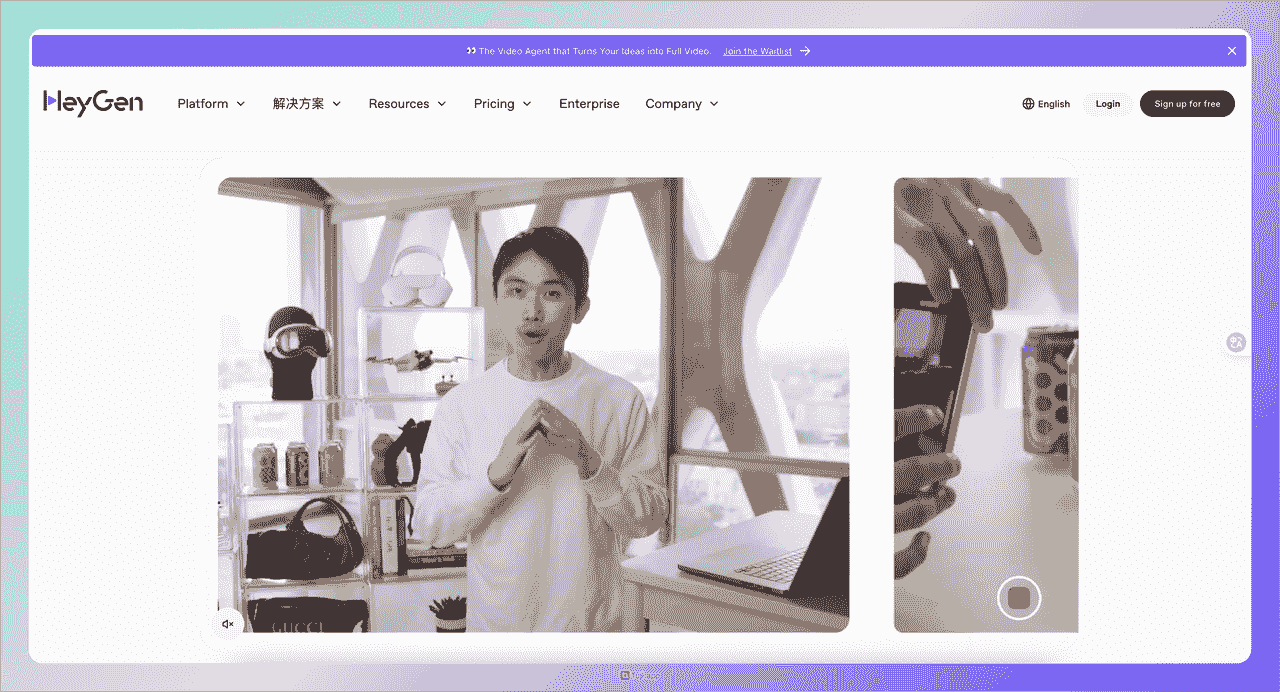 👀 The Video Agent that Turns Your Ideas into Full Video. Join the Waitlist →
HeyGen Platform 解决方案 Resources Pricing Enterprise Company English Login Sign up for free
GUCCI